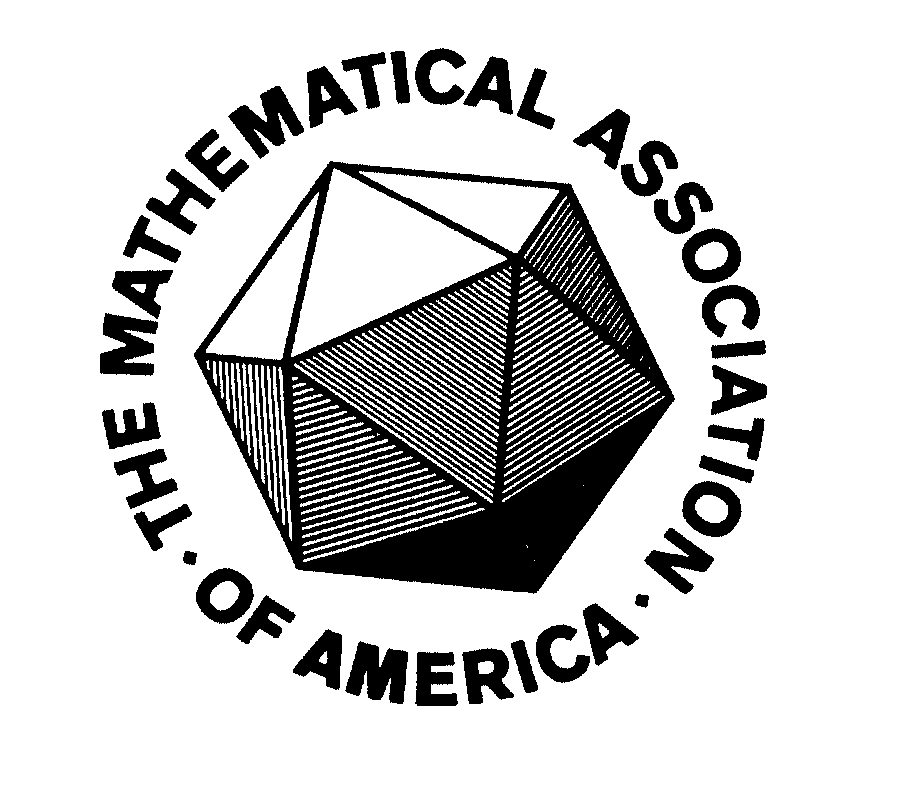 THE MATHEMATICAL ASSOCIATION
· OF AMERICA ·